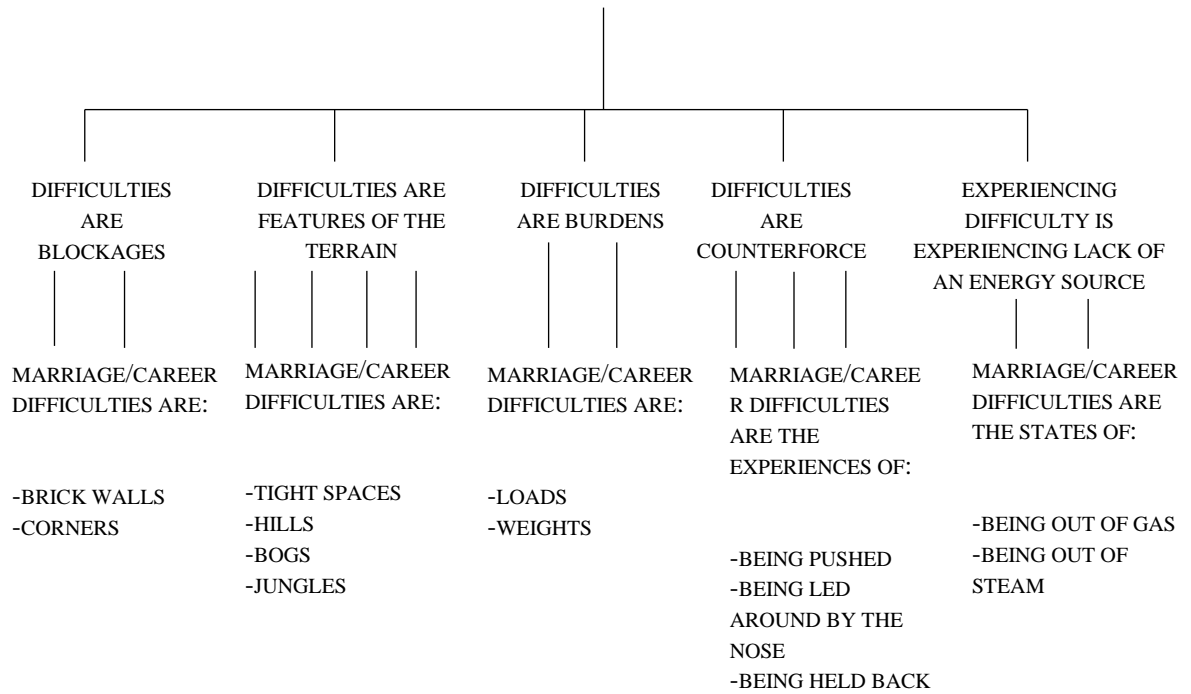 DIFFICULTIES
ARE
BLOCKAGES
DIFFICULTIES ARE
FEATURES OF THE
TERRAIN
DIFFICULTIES
ARE BURDENS
DIFFICULTIES
ARE
COUNTERFORCE
EXPERIENCING
DIFFICULTY IS
EXPERIENCING LACK OF
AN ENERGY SOURCE
MARRIAGE/CAREER
DIFFICULTIES ARE:
-BRICK WALLS
-CORNERS
MARRIAGE/CAREER
DIFFICULTIES ARE:
-TIGHT SPACES
-HILLS
-BOGS
-JUNGLES
MARRIAGE/CAREER
DIFFICULTIES ARE:
-LOADS
-WEIGHTS
MARRIAGE/CAREE
R DIFFICULTIES
ARE THE
EXPERIENCES OF:
-BEING PUSHED
-BEING LED
AROUND BY THE
NOSE
-BEING HELD BACK
MARRIAGE/CAREER
DIFFICULTIES ARE
THE STATES OF:
-BEING OUT OF GAS
-BEING OUT OF
STEAM